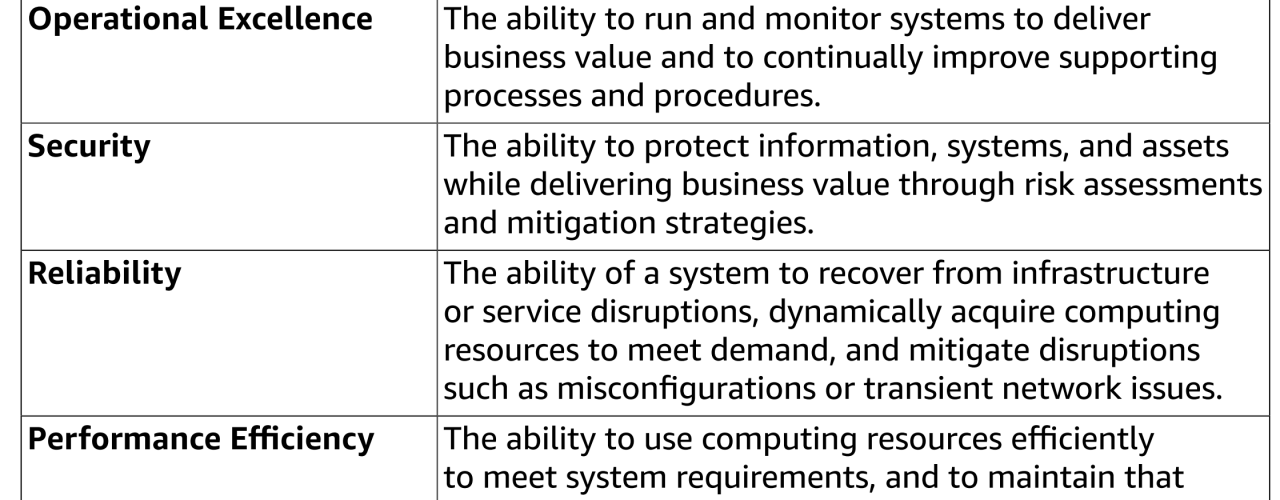 Operational Excellence
The ability to run and monitor systems to deliver
business value and to continually improve supporting
processes and procedures.
Security
The ability to protect information, systems, and assets
while delivering business value through risk assessments
and mitigation strategies.
Reliability
The ability of a system to recover from infrastructure
or service disruptions, dynamically acquire computing
resources to meet demand, and mitigate disruptions
such as misconfigurations or transient network issues.
Performance Efficiency
The ability to use computing resources efficiently
to meet system requirements, and to maintain that